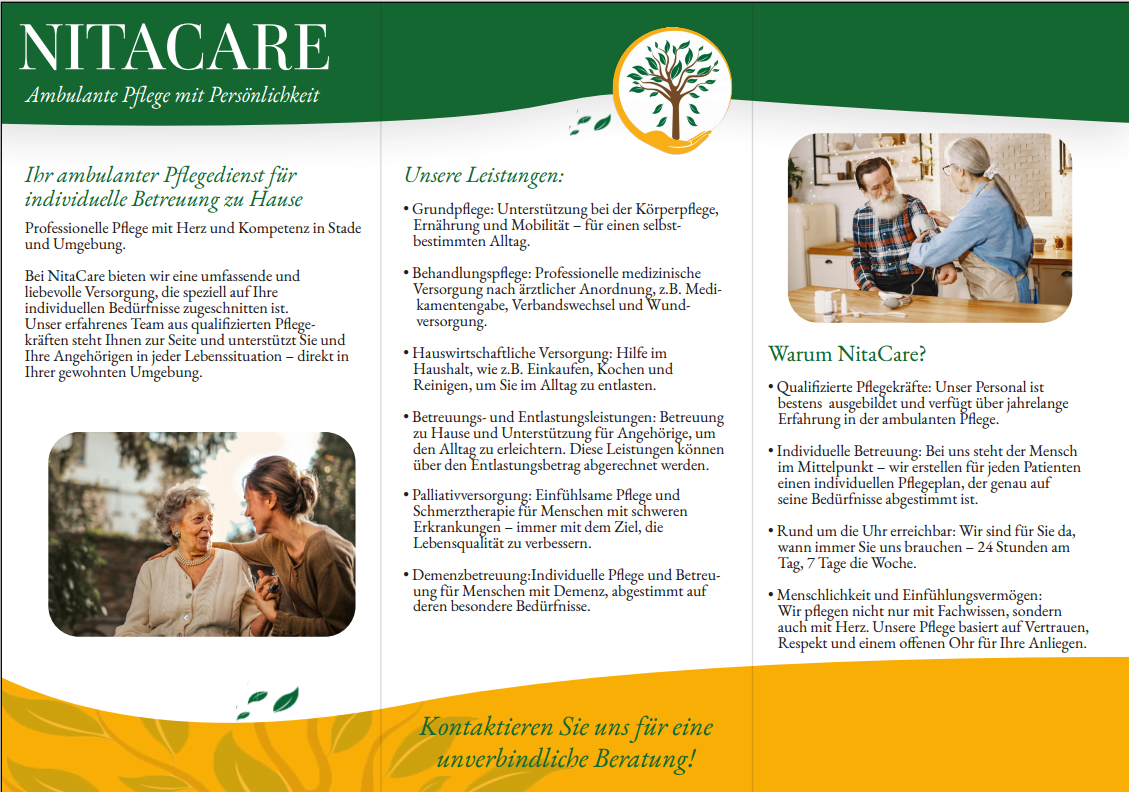 NITACARE
Ambulante Pflege mit Persönlichkeit
Ihr ambulanter Pflegedienst für
individuelle Betreuung zu Hause
Professionelle Pflege mit Herz und Kompetenz in Stade
und Umgebung.
Bei NitaCare bieten wir eine umfassende und
liebevolle Versorgung, die speziell auf Ihre
individuellen Bedürfnisse zugeschnitten ist.
Unser erfahrenes Team aus qualifizierten Pflege-
kräften steht Ihnen zur Seite und unterstützt Sie und
Ihre Angehörigen in jeder Lebenssituation – direkt in
Ihrer gewohnten Umgebung.
Unsere Leistungen:
• Grundpflege: Unterstützung bei der Körperpflege,
Ernährung und Mobilität – für einen selbst-
bestimmten Alltag.
• Behandlungspflege: Professionelle medizinische
Versorgung nach ärztlicher Anordnung, z.B. Medi-
kamentengabe, Verbandswechsel und Wund-
versorgung.
• Hauswirtschaftliche Versorgung: Hilfe im
Haushalt, wie z.B. Einkaufen, Kochen und
Reinigen, um Sie im Alltag zu entlasten.
• Betreuungs- und Entlastungsleistungen: Betreuung
zu Hause und Unterstützung für Angehörige, um
den Alltag zu erleichtern. Diese Leistungen können
über den Entlastungsbetrag abgerechnet werden.
• Palliativversorgung: Einfühlsame Pflege und
Schmerztherapie für Menschen mit schweren
Erkrankungen – immer mit dem Ziel, die
Lebensqualität zu verbessern.
• Demenzbetreuung:Individuelle Pflege und Betreu-
ung für Menschen mit Demenz, abgestimmt auf
deren besondere Bedürfnisse.
Warum NitaCare?
• Qualifizierte Pflegekräfte: Unser Personal ist
bestens ausgebildet und verfügt über jahrelange
Erfahrung in der ambulanten Pflege.
• Individuelle Betreuung: Bei uns steht der Mensch
im Mittelpunkt – wir erstellen für jeden Patienten
einen individuellen Pflegeplan, der genau auf
seine Bedürfnisse abgestimmt ist.
• Rund um die Uhr erreichbar: Wir sind für Sie da,
wann immer Sie uns brauchen – 24 Stunden am
Tag, 7 Tage die Woche.
• Menschlichkeit und Einfühlungsvermögen:
Wir pflegen nicht nur mit Fachwissen, sondern
auch mit Herz. Unsere Pflege basiert auf Vertrauen,
Respekt und einem offenen Ohr für Ihre Anliegen.
Kontaktieren Sie uns für eine
unverbindliche Beratung!